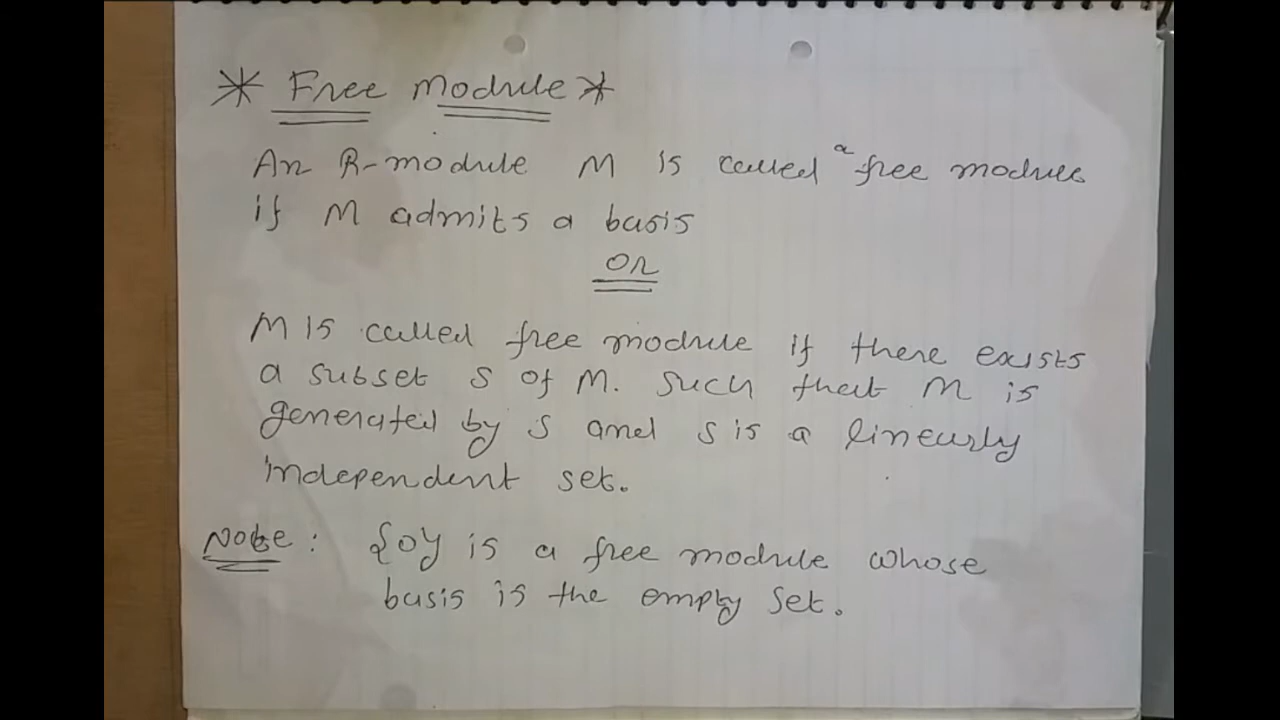 * Free module *
An R-module M is called a free module
if M admits a basis
OR
M is called free module if there exists
a subset S of M. such that M is
generated by S and S is a linearly
independent set.
Note: {0} is a free module whose
basis is the empty set.